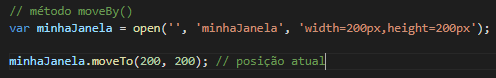 // método moveBy()
var minhaJanela = open('', 'minhaJanela', 'width=200px,height=200px');
minhaJanela.moveTo(200, 200); // posição atual